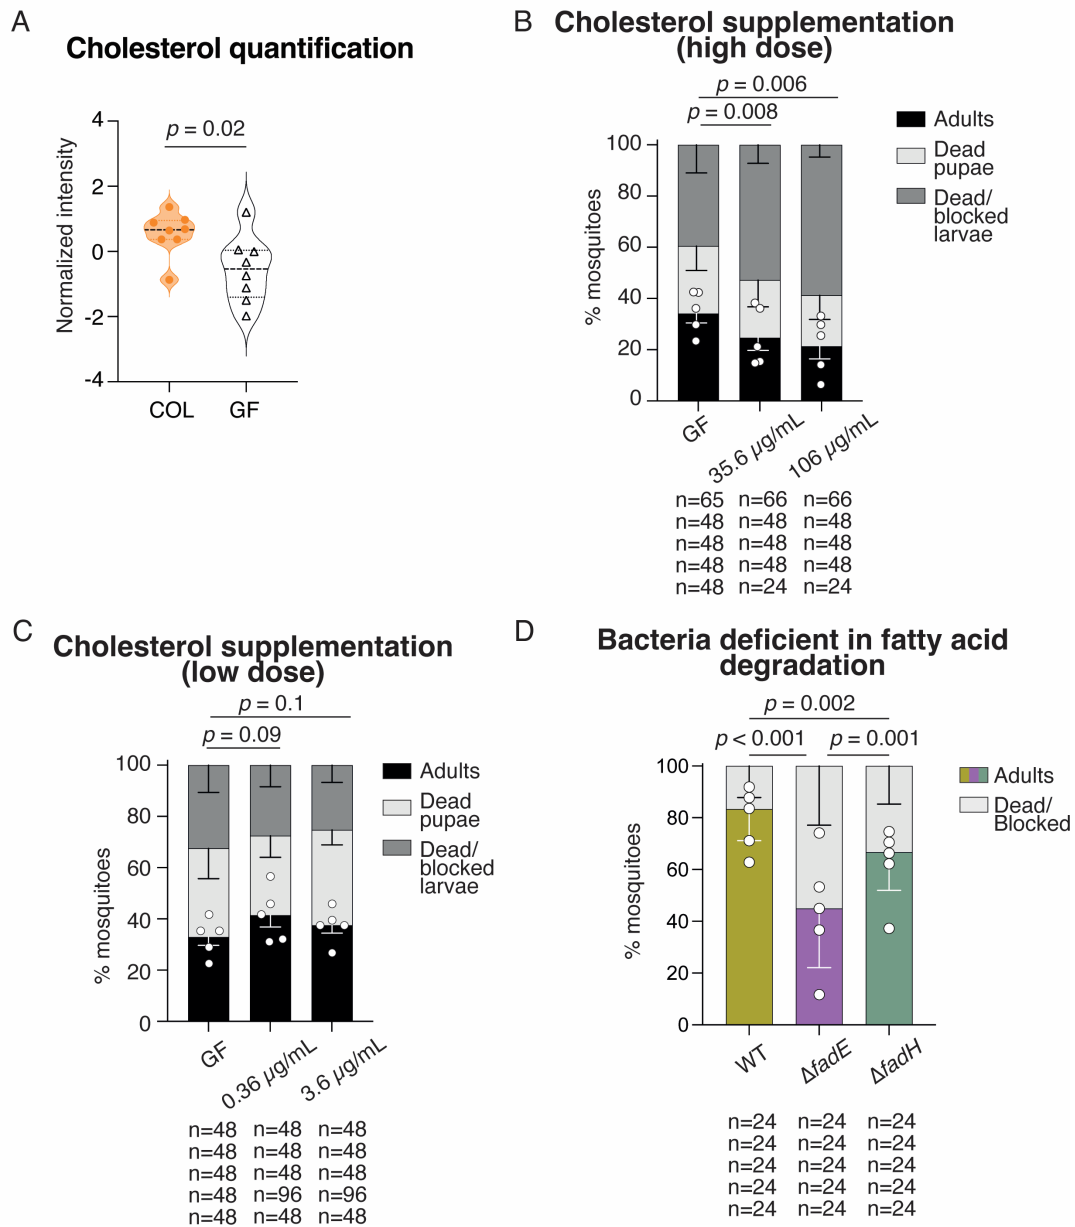 A
Cholesterol quantification
p = 0.02
Normalized intensity
4
2
0
-2
-4
COL GF
B
Cholesterol supplementation
(high dose)
p = 0.006
p = 0.008
% mosquitoes
100
80
60
40
20
0
Adults
Dead
pupae
Dead/
blocked
larvae
GF
35.6 µg/mL
106 µg/mL
n=65 n=66 n=66
n=48 n=48 n=48
n=48 n=48 n=48
n=48 n=48 n=48
n=48 n=24 n=24
C
Cholesterol supplementation
(low dose)
p = 0.1
p = 0.09
% mosquitoes
100
80
60
40
20
0
Adults
Dead
pupae
Dead/
blocked
larvae
GF
0.36 µg/mL
3.6 µg/mL
n=48 n=48 n=48
n=48 n=48 n=48
n=48 n=48 n=48
n=48 n=96 n=96
n=48 n=48 n=48
D
Bacteria deficient in fatty acid
degradation
p = 0.002
p < 0.001 p = 0.001
% mosquitoes
100
80
60
40
20
0
Adults
Dead/
Blocked
WT
ΔfadE
ΔfadH
n=24 n=24 n=24
n=24 n=24 n=24
n=24 n=24 n=24
n=24 n=24 n=24
n=24 n=24 n=24